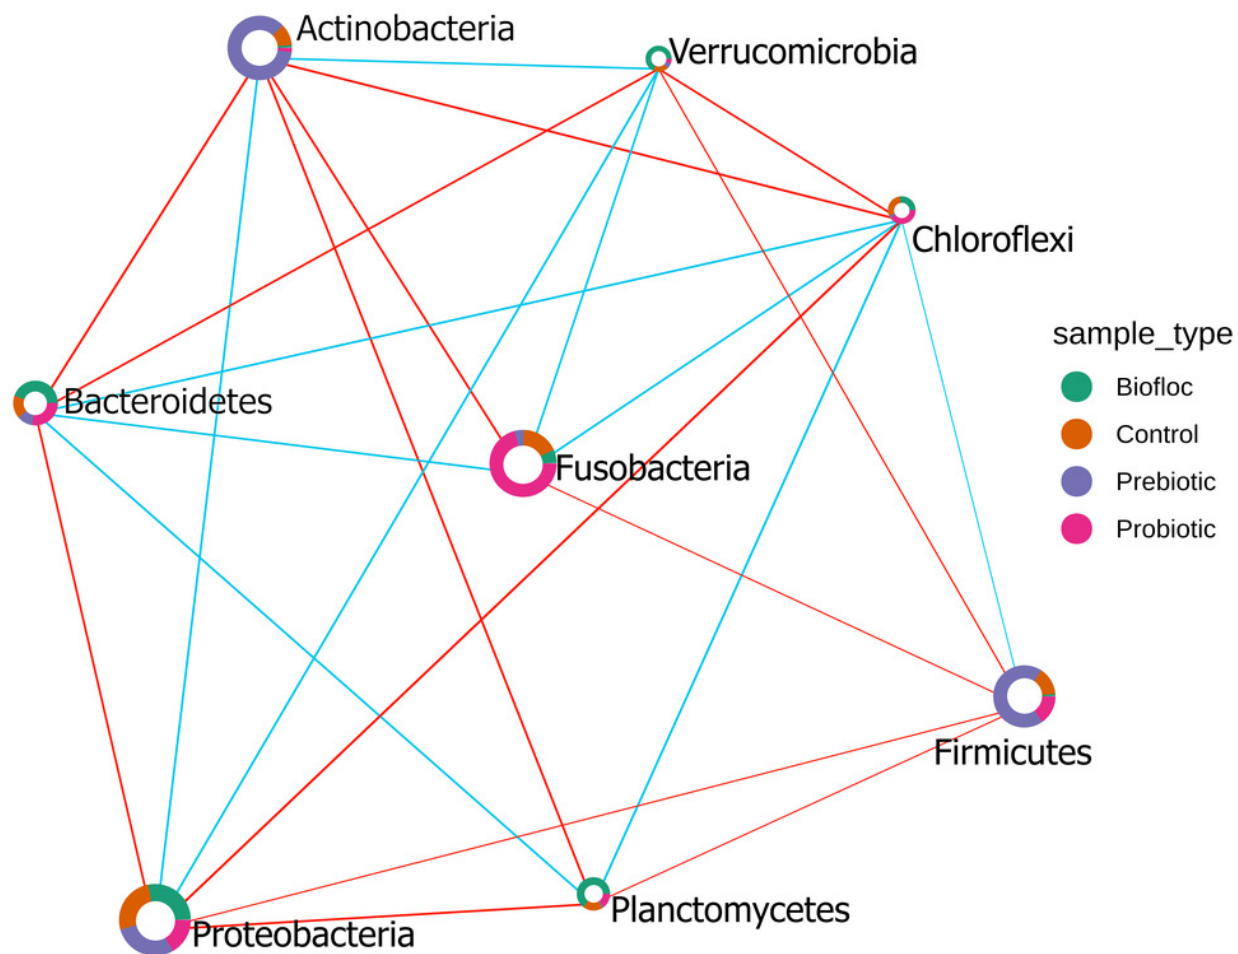 Actinobacteria
Verrucomicrobia
Chloroflexi
sample_type
Biofloc
Bacteroidetes
Control
Fusobacteria
Prebiotic
Probiotic
Firmicutes
Planctomycetes
Proteobacteria